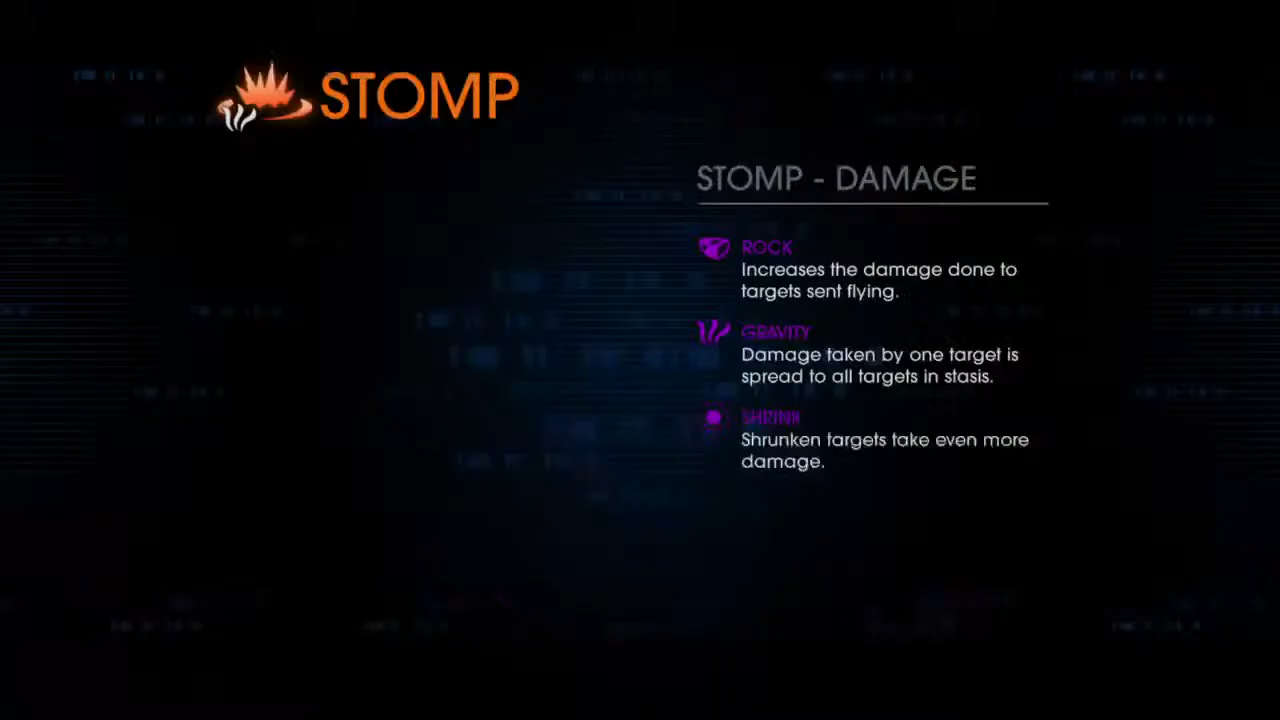 STOMP
STOMP - DAMAGE
ROCK
Increases the damage done to
targets sent flying.
GRAVITY
Damage taken by one target is
spread to all targets in stasis.
SHRINK
Shrunken targets take even more
damage.